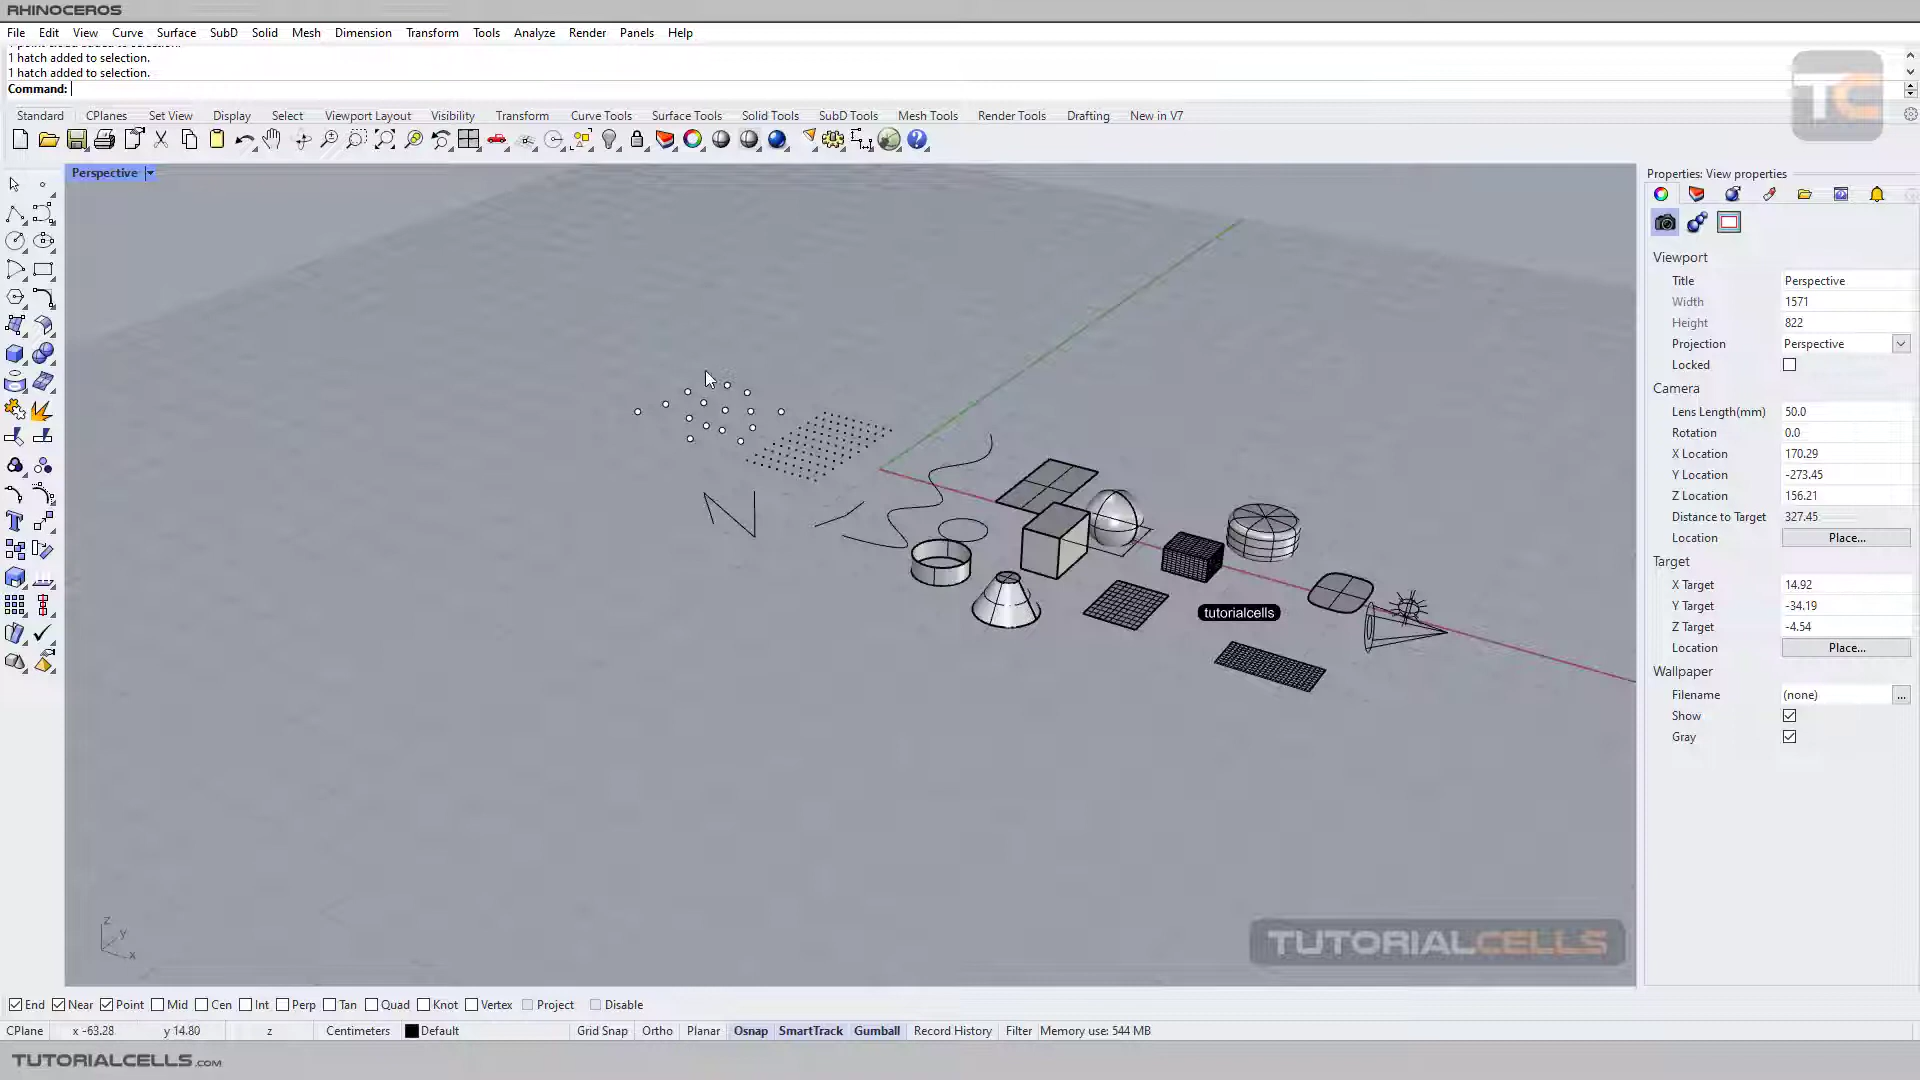 RHINOCEROS
File Edit View Curve Surface SubD Solid Mesh Dimension Transform Tools Analyze Render Panels Help
1 point cloud added to selection.
1 hatch added to selection.
1 hatch added to selection.
Command:
TC
Standard CPlanes Set View Display Select Viewport Layout Visibility Transform Curve Tools Surface Tools Solid Tools SubD Tools Mesh Tools Render Tools Drafting New in V7
Perspective
Properties: View properties
Viewport
Title Perspective
Width 1571
Height 822
Projection Perspective
Locked
Camera
Lens Length(mm) 50.0
Rotation 0.0
X Location 170.29
Y Location -273.45
Z Location 156.21
Distance to Target 327.45
Location Place...
Target
X Target 14.92
Y Target -34.19
Z Target -4.54
Location Place...
Wallpaper
Filename (none) ...
Show
Gray
tutorialcells
z
y
x
TUTORIALCELLS
End Near Point Mid Cen Int Perp Tan Quad Knot Vertex Project Disable
CPlane x -63.28 y 14.80 z Centimeters Default Grid Snap Ortho Planar Osnap SmartTrack Gumball Record History Filter Memory use: 544 MB
TUTORIALCELLS.COM